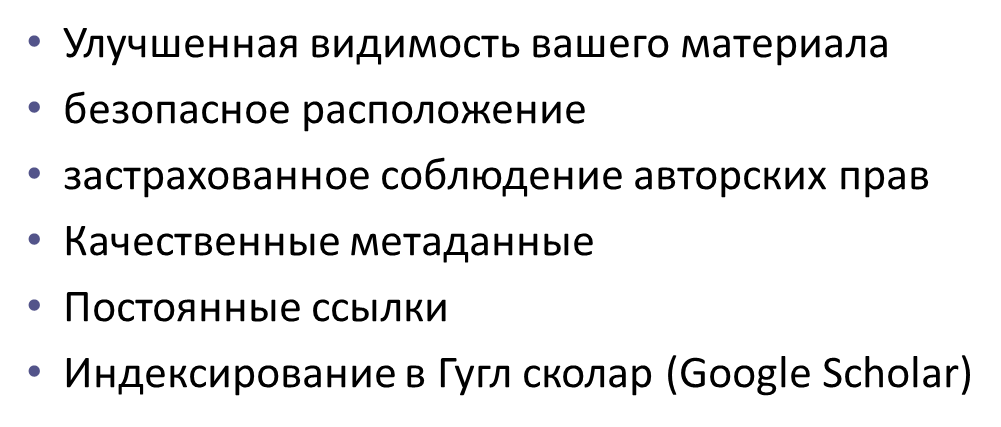 • Улучшенная видимость вашего материала
• безопасное расположение
• застрахованное соблюдение авторских прав
• Качественные метаданные
• Постоянные ссылки
• Индексирование в Гугл сколар (Google Scholar)